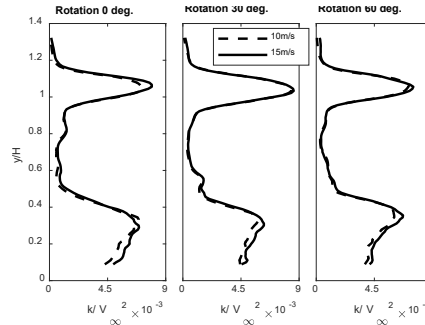 Rotation 0 deg.
Rotation 30 deg.
Rotation 60 deg.
10m/s
15m/s
y/H
1.4
1.2
1
0.8
0.6
0.4
0.2
0
0 4.5 9
0 4.5 9
0 4.5 9
k/ V 2 ∞ ×10⁻³
k/ V 2 ∞ ×10⁻³
k/ V 2 ∞ ×10⁻³